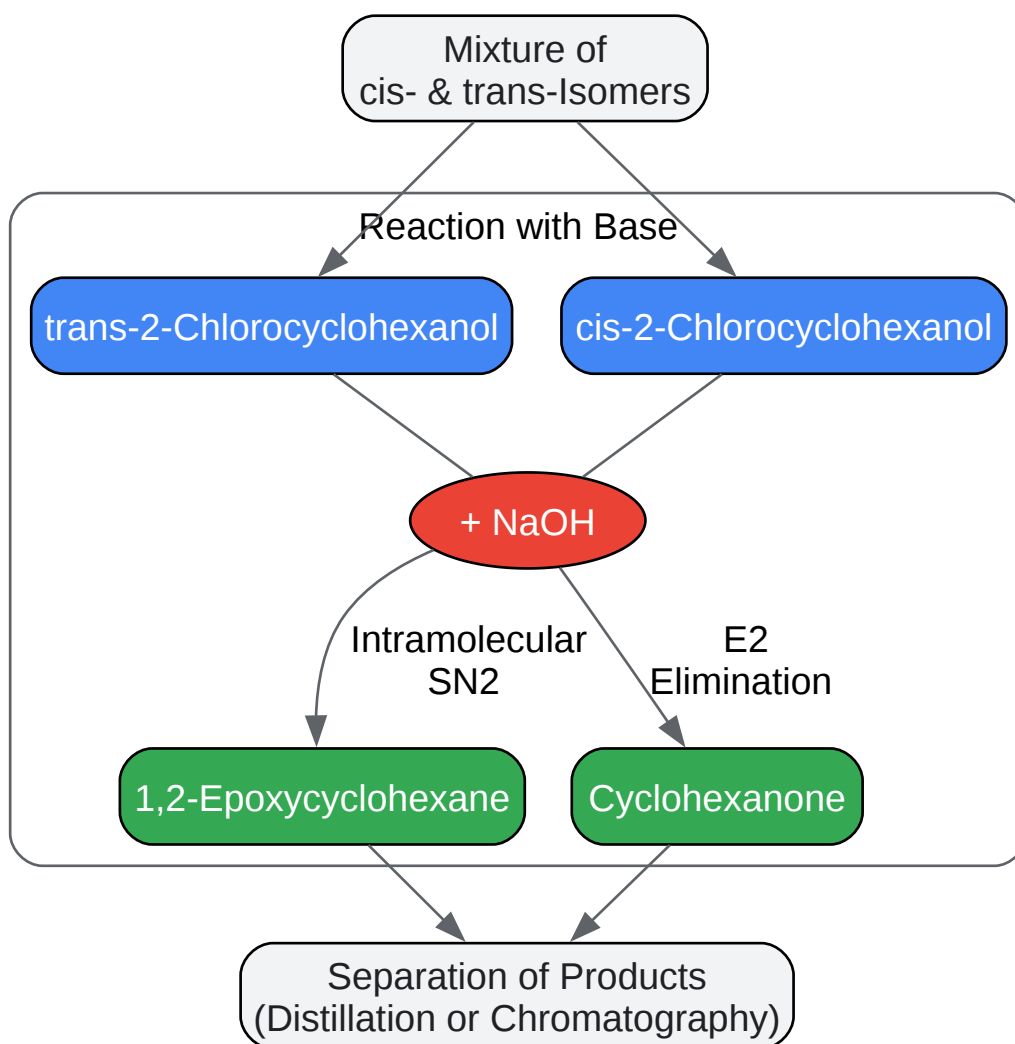 Mixture of
cis- & trans-Isomers
Reaction with Base
trans-2-Chlorocyclohexanol
cis-2-Chlorocyclohexanol
+ NaOH
Intramolecular
SN2
E2
Elimination
1,2-Epoxycyclohexane
Cyclohexanone
Separation of Products
(Distillation or Chromatography)